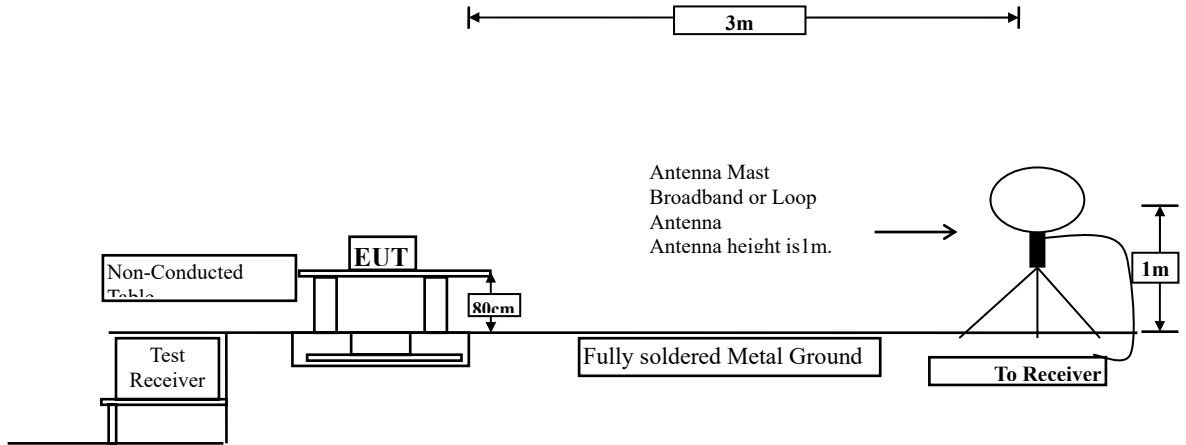 3m
Antenna Mast
Broadband or Loop
Antenna
Antenna height is1m.
EUT
Non-Conducted
Table
80cm
1m
Test
Receiver
Fully soldered Metal Ground
To Receiver